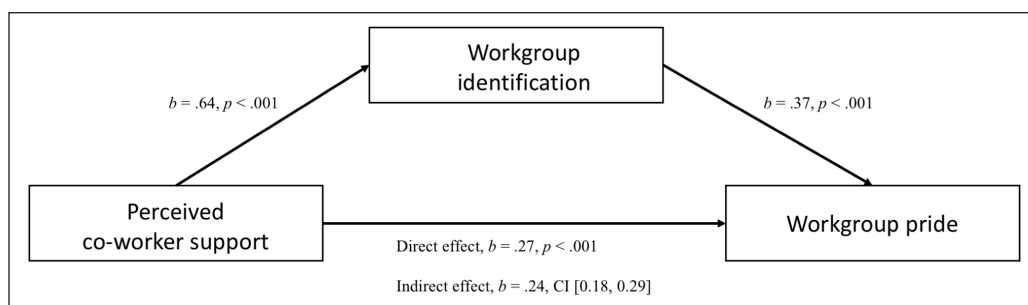 Workgroup
identification
b = .64, p < .001
b = .37, p < .001
Perceived
co-worker support
Workgroup pride
Direct effect, b = .27, p < .001
Indirect effect, b = .24, CI [0.18, 0.29]